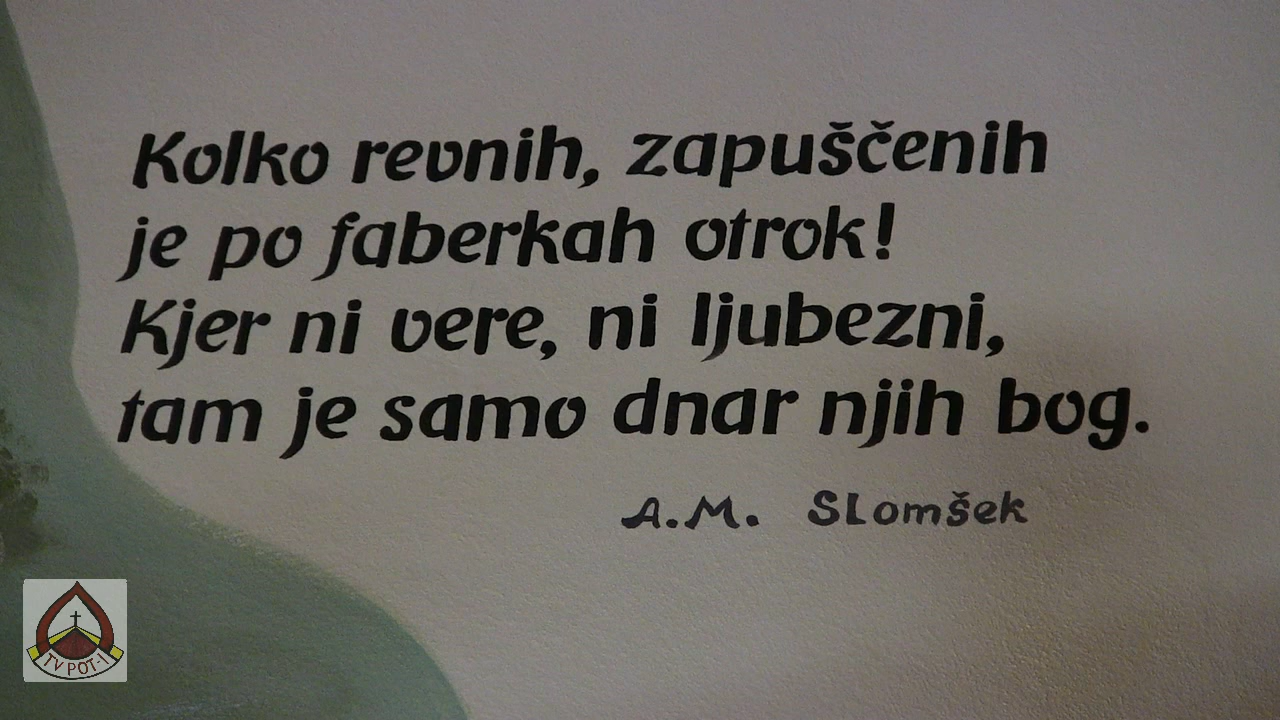 Kolko revnih, zapuščenih
je po faberkah otrok!
Kjer ni vere, ni ljubezni,
tam je samo dnar njih bog.
A.M. Slomšek
TV POT-1